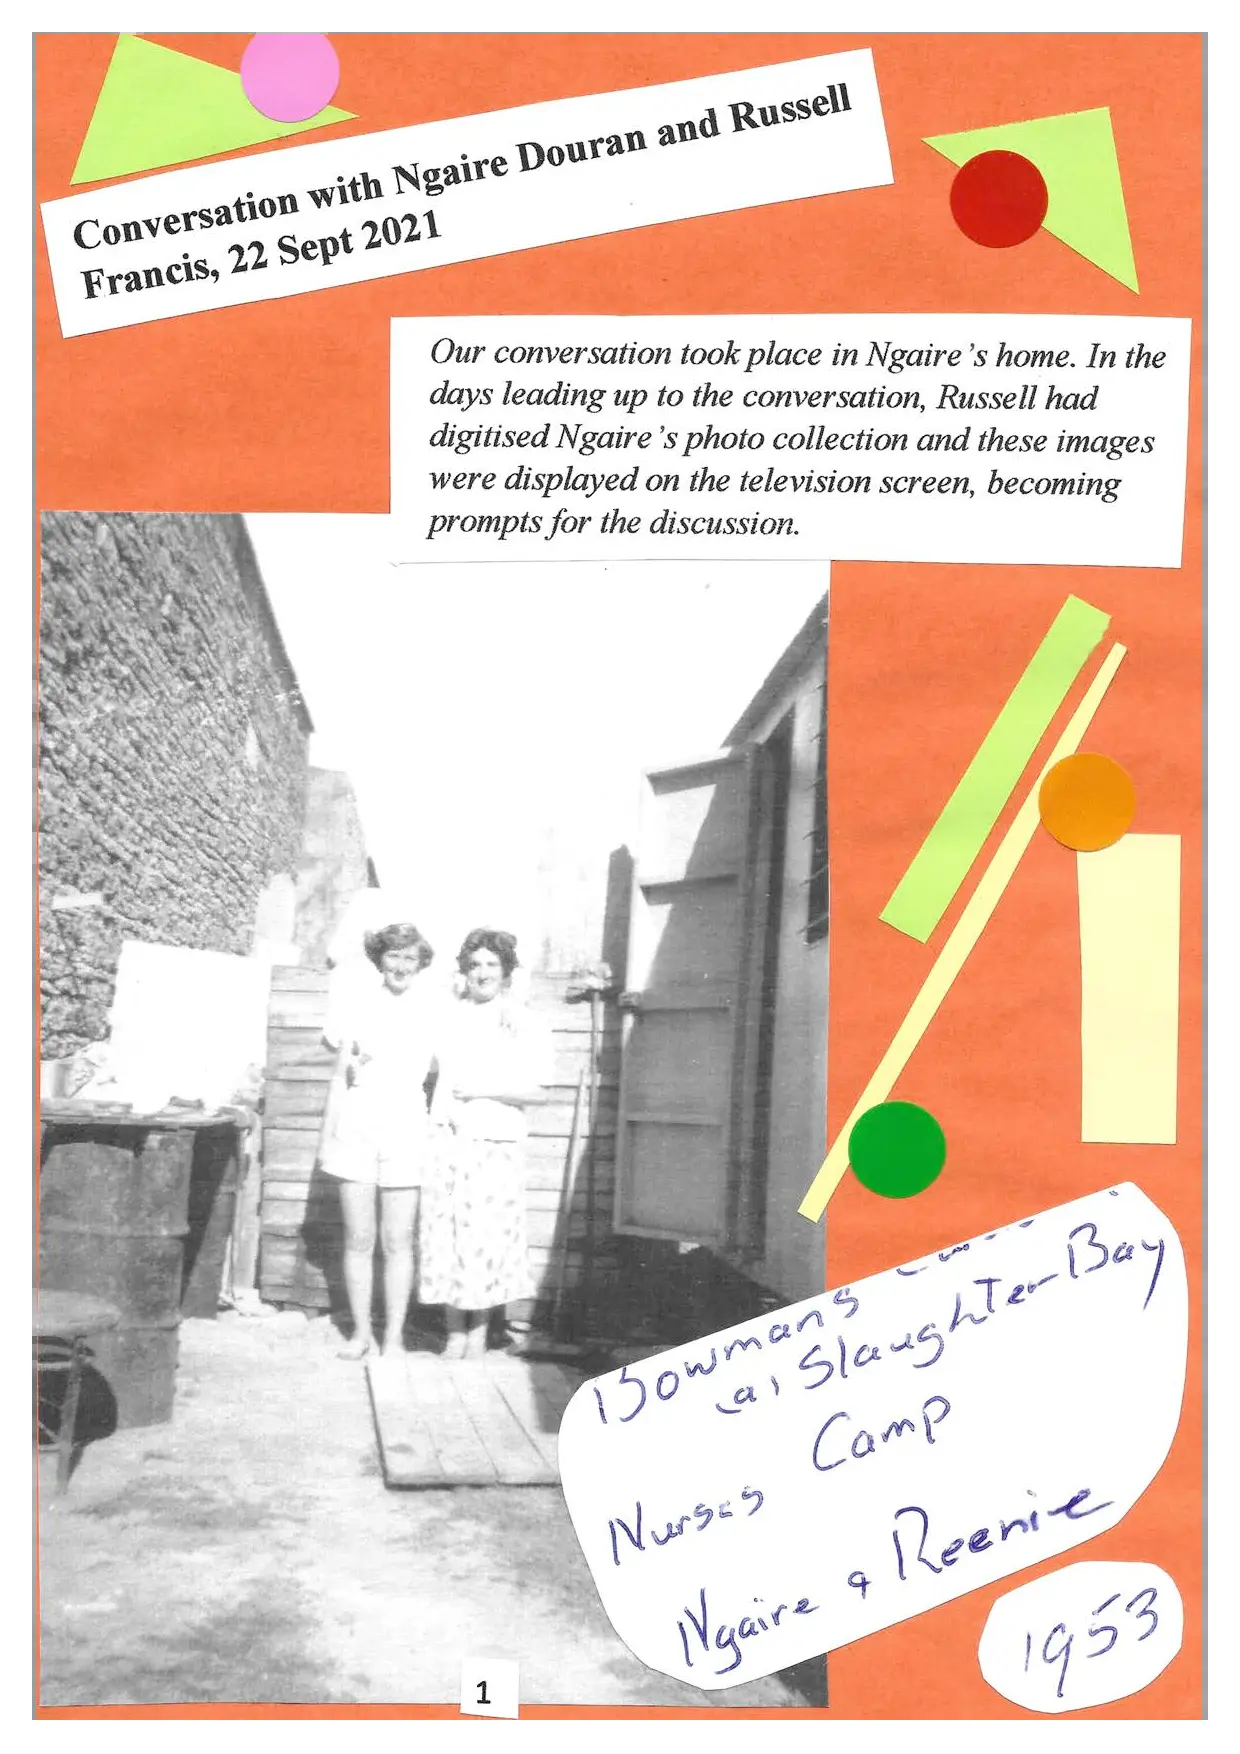 Conversation with Ngaire Douran and Russell
Francis, 22 Sept 2021
Our conversation took place in Ngaire's home. In the
days leading up to the conversation, Russell had
digitised Ngaire's photo collection and these images
were displayed on the television screen, becoming
prompts for the discussion.
Bowmans
at Slaughter Bay
Nurses Camp
Ngaire & Reenie
1953
1